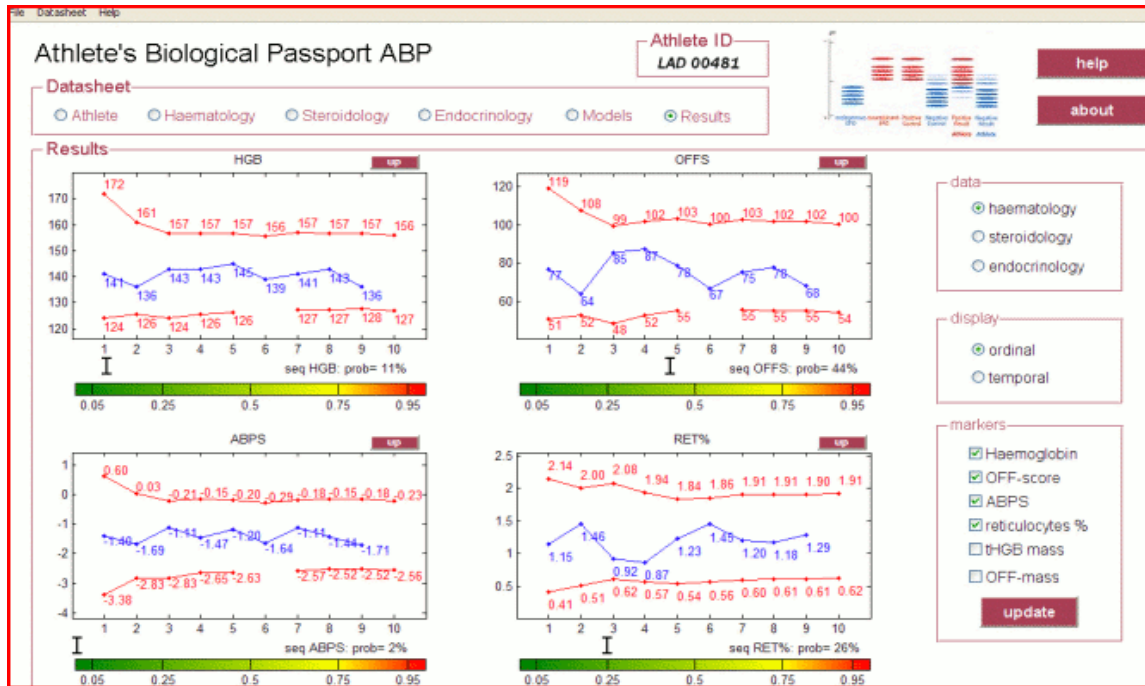 File Datasheet Help
Athlete's Biological Passport ABP
Athlete ID
LAD 00481
help
about
Datasheet
Athlete Haematology Steroidology Endocrinology Models Results
Results
HGB
up
170
160
150
140
130
120
172 161 157 157 157 156 157 157 157 156
141 136 143 143 145 139 141 143 136
124 126 124 126 126 127 127 128 127
1 2 3 4 5 6 7 8 9 10
seq HGB: prob= 11%
0.05 0.25 0.5 0.75 0.95
OFFS
up
120
100
80
60
119 108 99 102 103 100 103 102 102 100
77 64 85 87 78 67 75 78 68
51 52 48 52 55 55 55 55 54
1 2 3 4 5 6 7 8 9 10
seq OFFS: prob= 44%
0.05 0.25 0.5 0.75 0.95
ABPS
up
1
0
-1
-2
-3
-4
0.60 0.03 -0.21 -0.15 -0.20 -0.29 -0.18 -0.15 -0.18 -0.23
-1.40 -1.69 -1.11 -1.47 -1.20 -1.64 -1.11 -1.44 -1.71
-3.38 -2.83 -2.83 -2.65 -2.63 -2.57 -2.52 -2.52 -2.56
1 2 3 4 5 6 7 8 9 10
seq ABPS: prob= 2%
0.05 0.25 0.5 0.75 0.95
RET%
up
2.5
2
1.5
1
0.5
2.14 2.00 2.08 1.94 1.84 1.86 1.91 1.91 1.90 1.91
1.15 1.46 0.92 0.87 1.23 1.45 1.20 1.18 1.29
0.41 0.51 0.62 0.57 0.54 0.56 0.60 0.61 0.61 0.62
1 2 3 4 5 6 7 8 9 10
seq RET%: prob= 26%
0.05 0.25 0.5 0.75 0.95
data
haematology
steroidology
endocrinology
display
ordinal
temporal
markers
Haemoglobin
OFF-score
ABPS
reticulocytes %
tHGB mass
OFF-mass
update